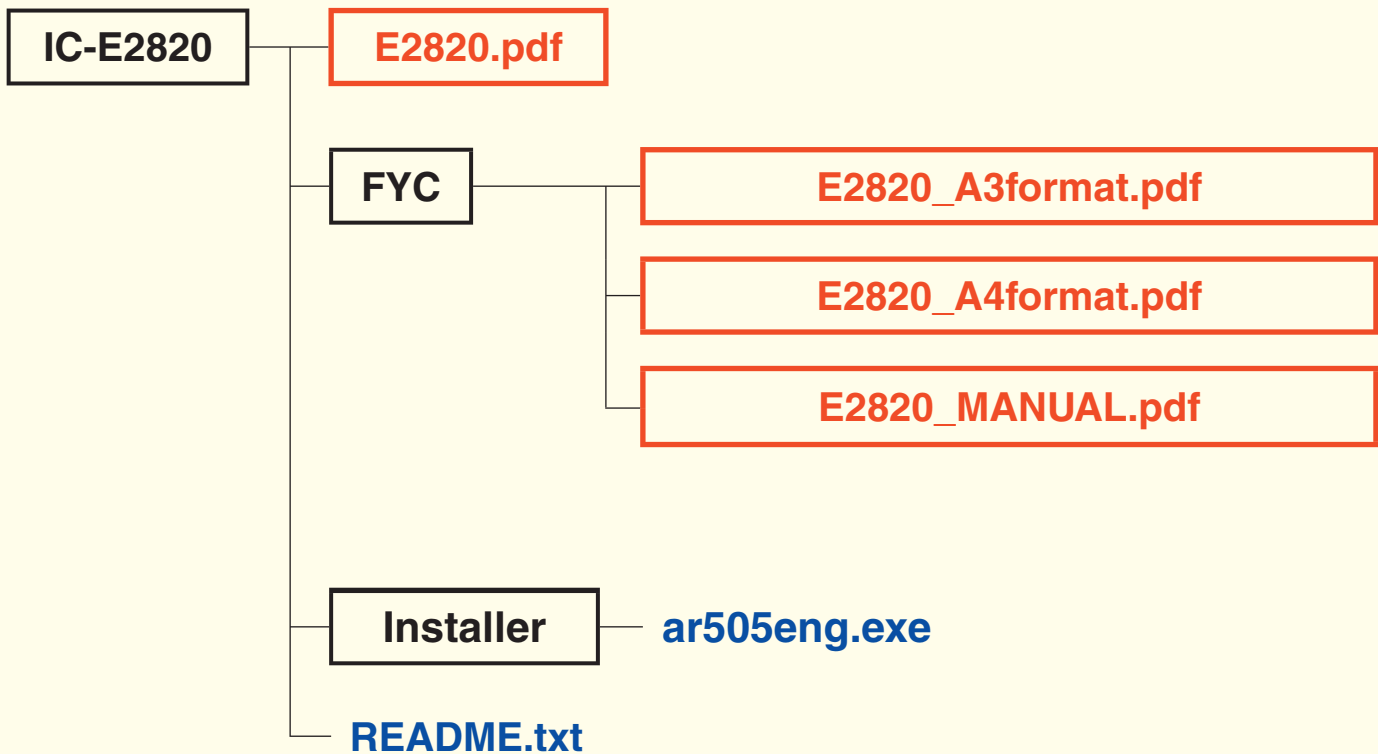 IC-E2820
E2820.pdf
FYC
E2820_A3format.pdf
E2820_A4format.pdf
E2820_MANUAL.pdf
Installer
ar505eng.exe
README.txt